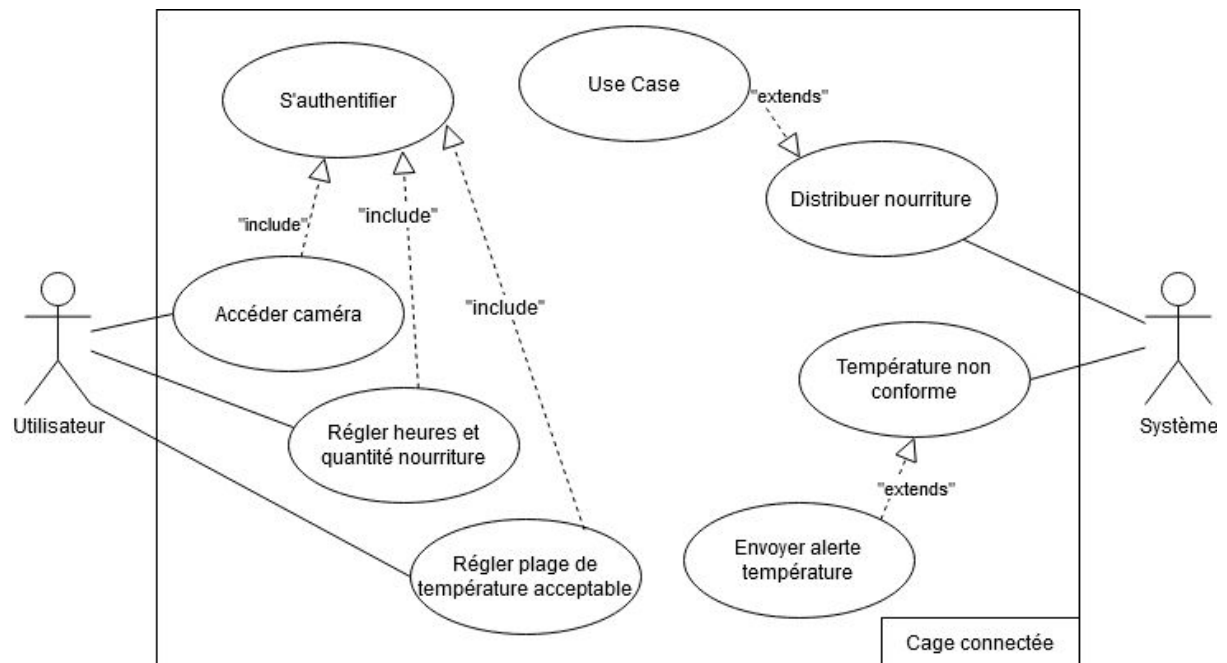 S'authentifier
Use Case
"extends"
Distribuer nourriture
"include"
"include"
"include"
Accéder caméra
Température non
conforme
Utilisateur
Système
Régler heures et
quantité nourriture
"extends"
Envoyer alerte
température
Régler plage de
température acceptable
Cage connectée